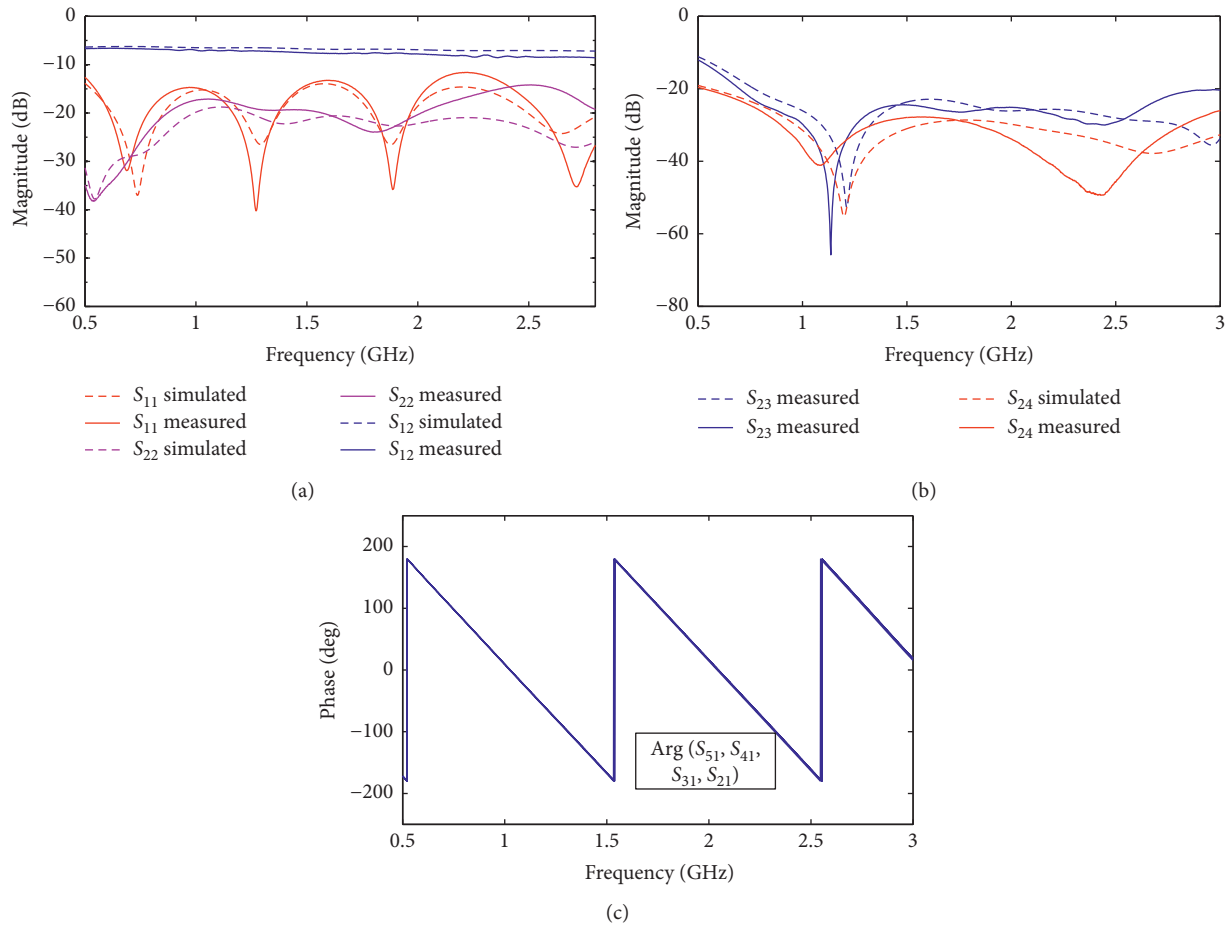 0
−10
−20
−30
−40
−50
−60
Magnitude (dB)
0.5 1 1.5 2 2.5
Frequency (GHz)
S11 simulated
S11 measured
S22 simulated
S22 measured
S12 simulated
S12 measured
(a)
0
−20
−40
−60
−80
Magnitude (dB)
0.5 1 1.5 2 2.5 3
Frequency (GHz)
S23 measured
S23 measured
S24 simulated
S24 measured
(b)
200
100
0
−100
−200
Phase (deg)
Arg (S51, S41,
S31, S21)
0.5 1 1.5 2 2.5 3
Frequency (GHz)
(c)